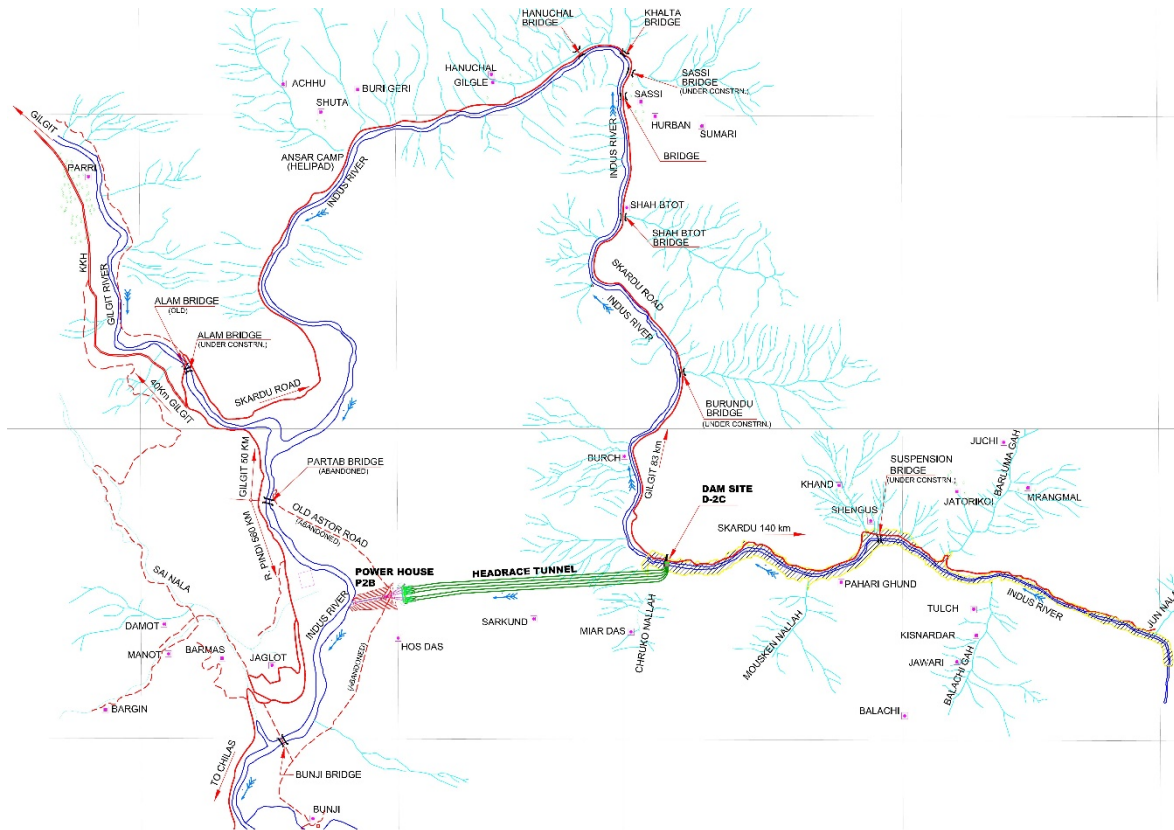 HANUCHAL
BRIDGE
KHALTA
BRIDGE
SASSI
BRIDGE
(UNDER CONSTRN.)
HANUCHAL
GILGLE
ACHHU
BURI GERI
SHUTA
SASSI
HURBAN
SUMARI
BRIDGE
INDUS RIVER
GILGIT
PARRI
ANSAR CAMP
(HELIPAD)
INDUS RIVER
SHAH BTOT
SHAH BTOT
BRIDGE
SKARDU ROAD
INDUS RIVER
KKH
GILGIT RIVER
ALAM BRIDGE
(OLD)
ALAM BRIDGE
(UNDER CONSTRN.)
40Km GILGIT
SKARDU ROAD
BURUNDU
BRIDGE
(UNDER CONSTRN.)
BURCH
GILGIT 83 km
GILGIT 50 KM
R. PINDI 560 KM
PARTAB BRIDGE
(ABANDONED)
OLD ASTOR ROAD
(ABANDONED)
DAM SITE
D-2C
SKARDU 140 km
KHAND
SHENGUS
SUSPENSION
BRIDGE
(UNDER CONSTRN.)
JUCHI
BARLUMA GAH
MRANGMAL
JATORIKOI
SAI NALA
POWER HOUSE
P2B
HEADRACE TUNNEL
INDUS RIVER
PAHARI GHUND
TULCH
INDUS RIVER
JUN NAL
SARKUND
MIAR DAS
CHRUKO NALLAH
MOUSKEN NALLAH
KISNARDAR
JAWARI
BALACHI GAH
BALACHI
DAMOT
MANOT
BARMAS
JAGLOT
HOS DAS
(ABANDONED)
BARGIN
TO CHILAS
BUNJI BRIDGE
BUNJI